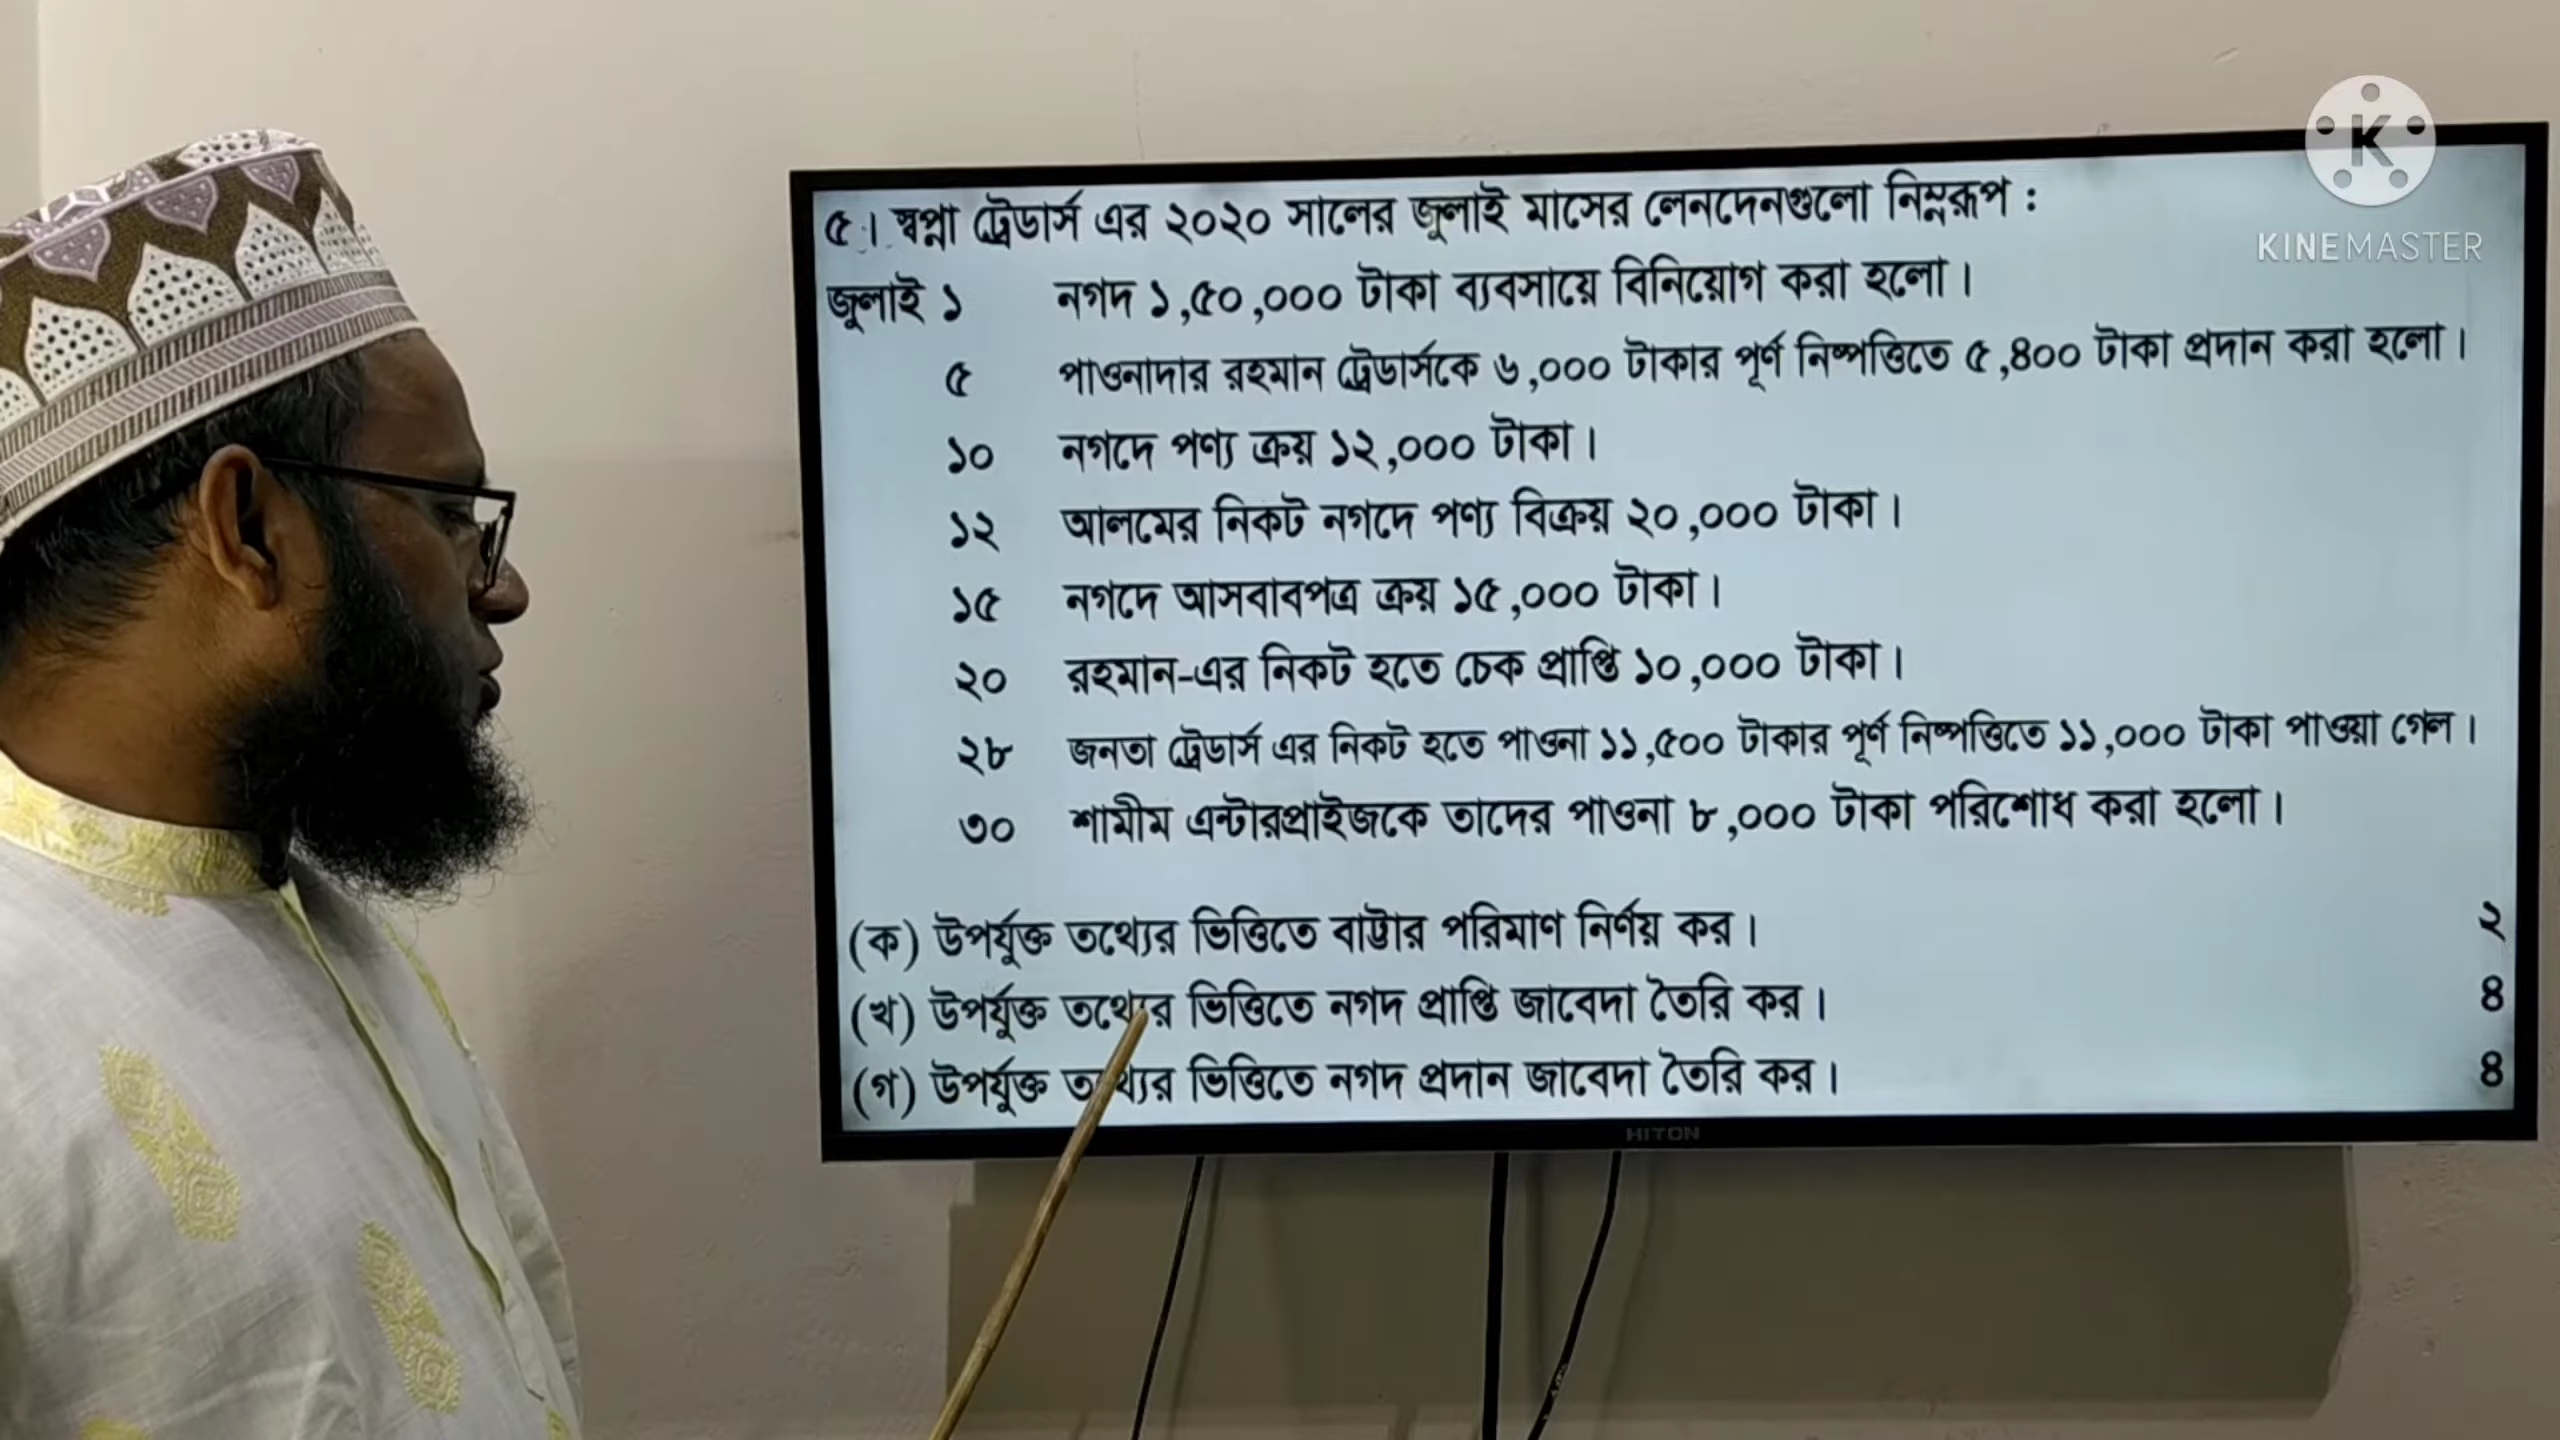 K
KINEMASTER
৫। স্বপ্না ট্রেডার্স এর ২০২০ সালের জুলাই মাসের লেনদেনগুলো নিম্নরূপ :
জুলাই ১ নগদ ১,৫০,০০০ টাকা ব্যবসায়ে বিনিয়োগ করা হলো।
৫ পাওনাদার রহমান ট্রেডার্সকে ৬,০০০ টাকার পূর্ণ নিষ্পত্তিতে ৫,৪০০ টাকা প্রদান করা হলো।
১০ নগদে পণ্য ক্রয় ১২,০০০ টাকা।
১২ আলমের নিকট নগদে পণ্য বিক্রয় ২০,০০০ টাকা।
১৫ নগদে আসবাবপত্র ক্রয় ১৫,০০০ টাকা।
২০ রহমান-এর নিকট হতে চেক প্রাপ্তি ১০,০০০ টাকা।
২৮ জনতা ট্রেডার্স এর নিকট হতে পাওনা ১১,৫০০ টাকার পূর্ণ নিষ্পত্তিতে ১১,০০০ টাকা পাওয়া গেল।
৩০ শামীম এন্টারপ্রাইজকে তাদের পাওনা ৮,০০০ টাকা পরিশোধ করা হলো।
(ক) উপর্যুক্ত তথ্যের ভিত্তিতে বাট্টার পরিমাণ নির্ণয় কর। ২
(খ) উপর্যুক্ত তথ্যের ভিত্তিতে নগদ প্রাপ্তি জাবেদা তৈরি কর। ৪
(গ) উপর্যুক্ত তথ্যের ভিত্তিতে নগদ প্রদান জাবেদা তৈরি কর। ৪
HITON